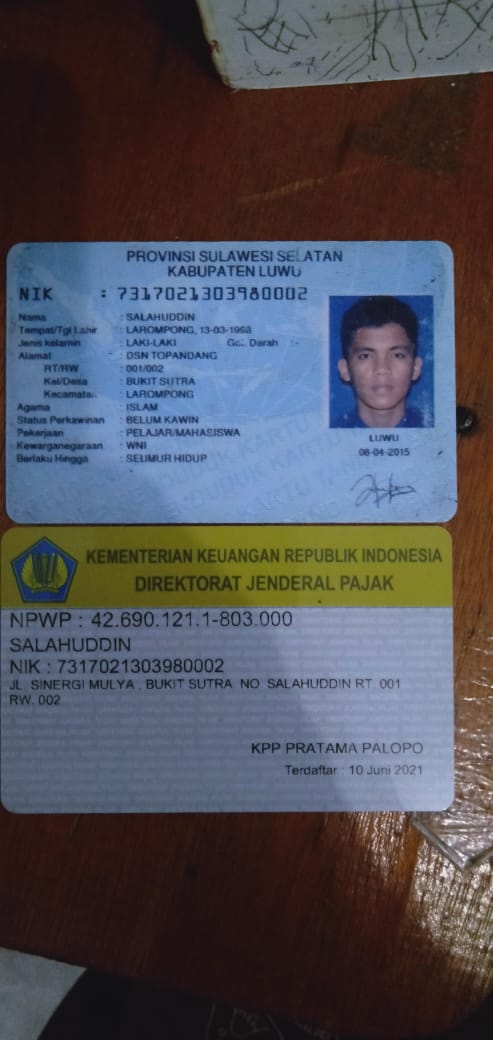 PROVINSI SULAWESI SELATAN
KABUPATEN LUWU
NIK : 7317021303980002
Nama : SALAHUDDIN
Tempat/Tgl Lahir : LAROMPONG, 13-03-1998
Jenis kelamin : LAKI-LAKI Gol. Darah :-
Alamat : DSN TOPANDANG
RT/RW : 001/002
Kel/Desa : BUKIT SUTRA
Kecamatan : LAROMPONG
Agama : ISLAM
Status Perkawinan : BELUM KAWIN
Pekerjaan : PELAJAR/MAHASISWA
Kewarganegaraan : WNI
Berlaku Hingga : SEUMUR HIDUP
LUWU
08-04-2015
KEMENTERIAN KEUANGAN REPUBLIK INDONESIA
DIREKTORAT JENDERAL PAJAK
NPWP : 42.690.121.1-803.000
SALAHUDDIN
NIK : 7317021303980002
JL. SINERGI MULYA , BUKIT SUTRA NO. SALAHUDDIN RT. 001
RW. 002
KPP PRATAMA PALOPO
Terdaftar : 10 Juni 2021